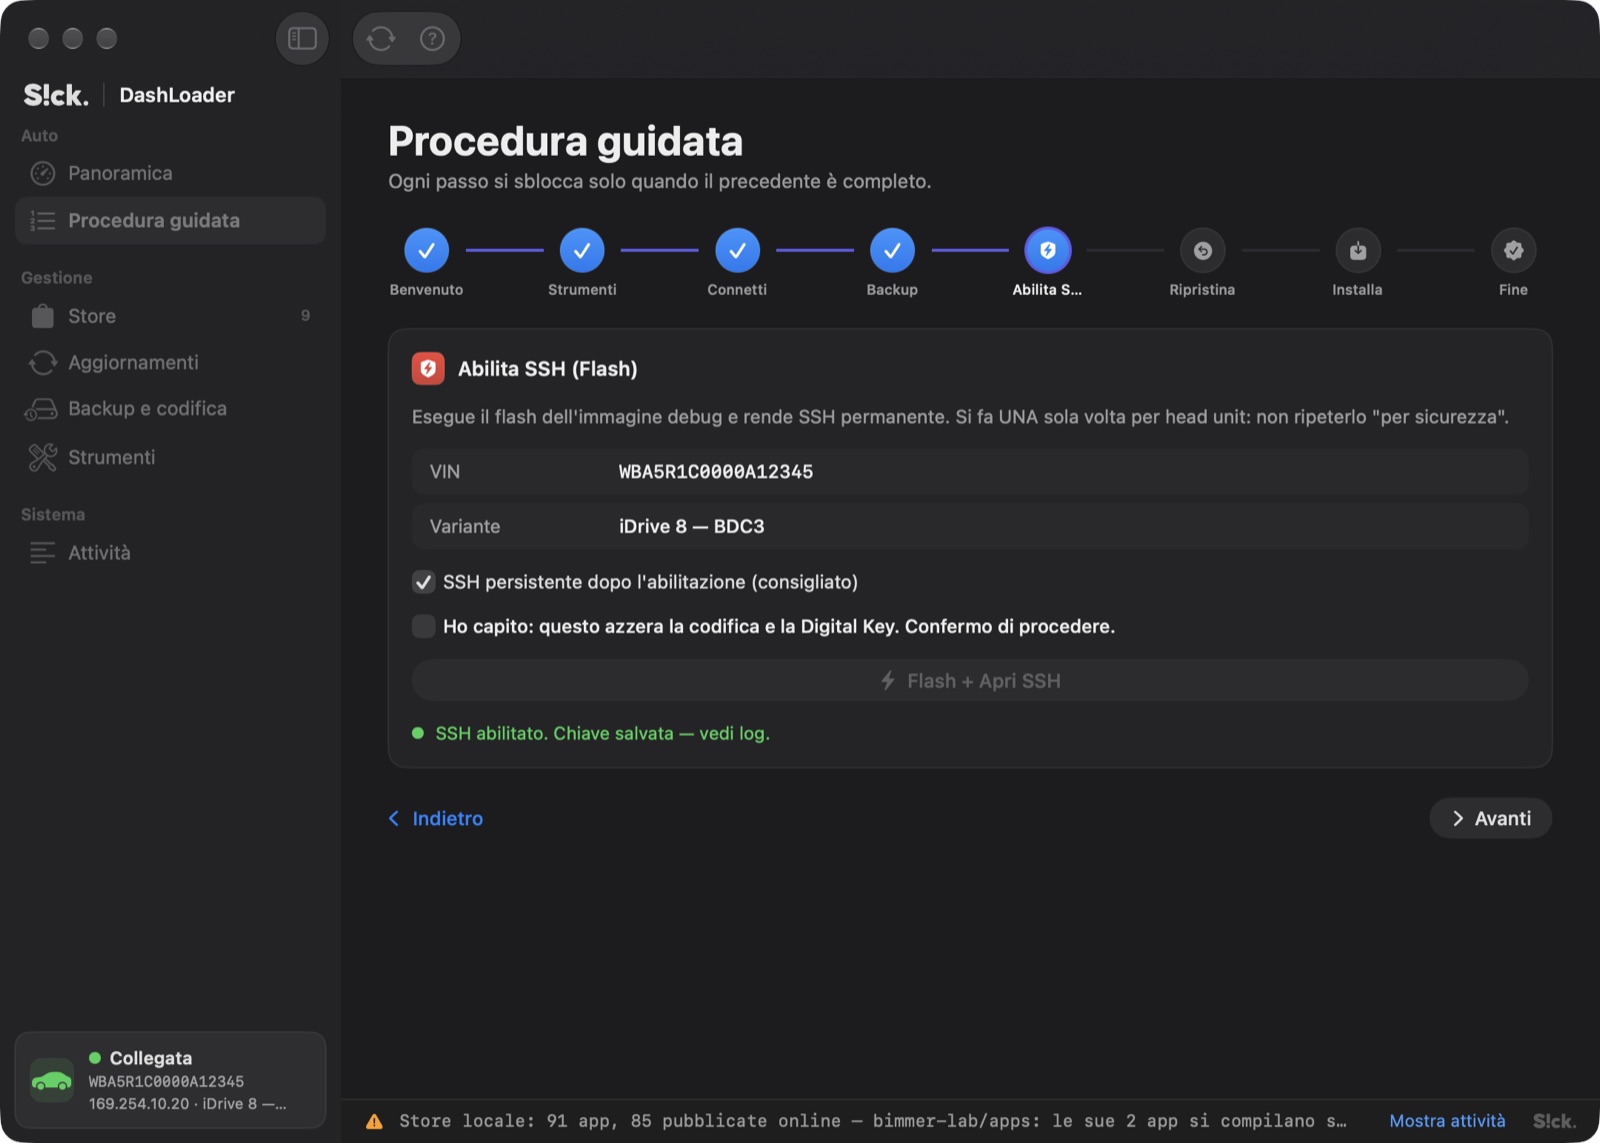 S!ck. DashLoader
Auto
Panoramica
Procedura guidata
Gestione
Store 9
Aggiornamenti
Backup e codifica
Strumenti
Sistema
Attività
Collegata
WBA5R1C0000A12345
169.254.10.20 · iDrive 8 —...
Procedura guidata
Ogni passo si sblocca solo quando il precedente è completo.
Benvenuto Strumenti Connetti Backup Abilita S... Ripristina Installa Fine
Abilita SSH (Flash)
Esegue il flash dell'immagine debug e rende SSH permanente. Si fa UNA sola volta per head unit: non ripeterlo "per sicurezza".
VIN WBA5R1C0000A12345
Variante iDrive 8 — BDC3
SSH persistente dopo l'abilitazione (consigliato)
Ho capito: questo azzera la codifica e la Digital Key. Confermo di procedere.
Flash + Apri SSH
SSH abilitato. Chiave salvata — vedi log.
Indietro Avanti
Store locale: 91 app, 85 pubblicate online — bimmer-lab/apps: le sue 2 app si compilano s… Mostra attività S!ck.